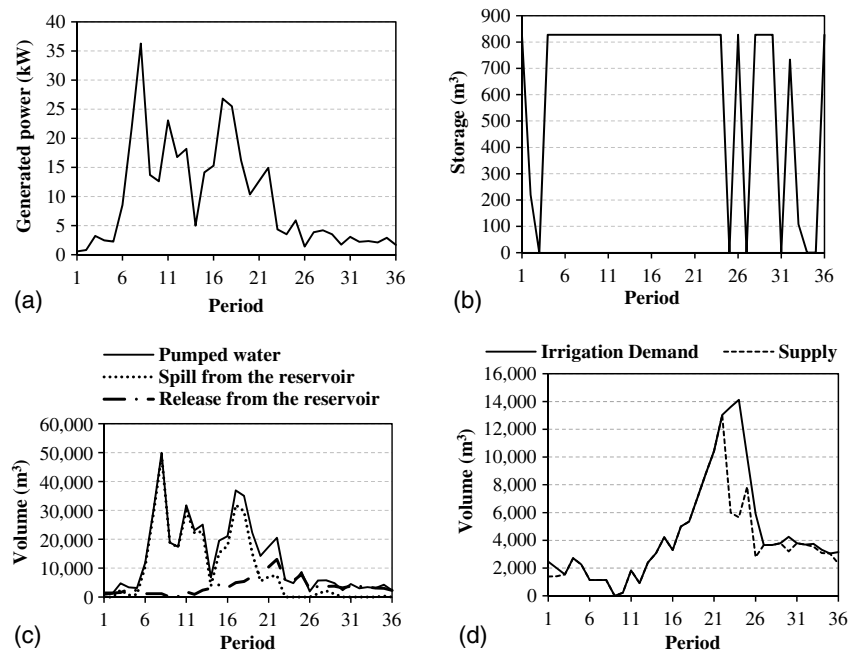 40
35
30
25
20
15
10
5
0
Generated power (kW)
1 6 11 16 21 26 31 36
Period
(a)
900
800
700
600
500
400
300
200
100
0
Storage (m³)
1 6 11 16 21 26 31 36
Period
(b)
Pumped water
Spill from the reservoir
Release from the reservoir
60,000
50,000
40,000
30,000
20,000
10,000
0
Volume (m³)
1 6 11 16 21 26 31 36
Period
(c)
Irrigation Demand Supply
16,000
14,000
12,000
10,000
8,000
6,000
4,000
2,000
0
Volume (m³)
1 6 11 16 21 26 31 36
Period
(d)